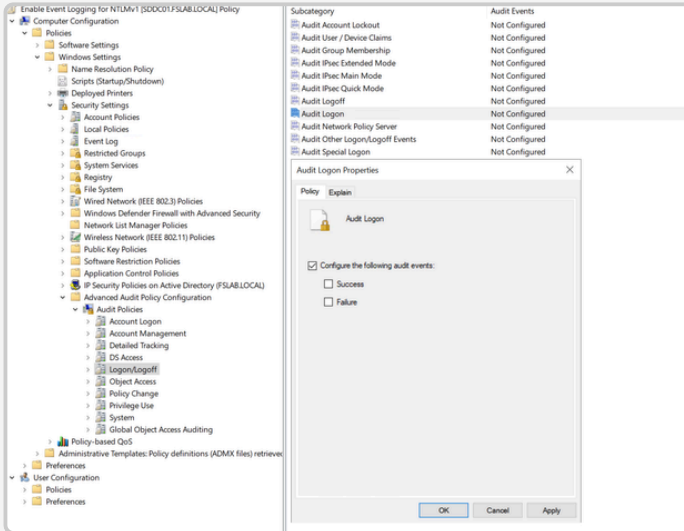 Enable Event Logging for NTLMv1 [SDDC01.FSLAB.LOCAL] Policy
Computer Configuration
Policies
Software Settings
Windows Settings
Name Resolution Policy
Scripts (Startup/Shutdown)
Deployed Printers
Security Settings
Account Policies
Local Policies
Event Log
Restricted Groups
System Services
Registry
File System
Wired Network (IEEE 802.3) Policies
Windows Defender Firewall with Advanced Security
Network List Manager Policies
Wireless Network (IEEE 802.11) Policies
Public Key Policies
Software Restriction Policies
Application Control Policies
IP Security Policies on Active Directory (FSLAB.LOCAL)
Advanced Audit Policy Configuration
Audit Policies
Account Logon
Account Management
Detailed Tracking
DS Access
Logon/Logoff
Object Access
Policy Change
Privilege Use
System
Global Object Access Auditing
Policy-based QoS
Administrative Templates: Policy definitions (ADMX files) retrieved
Preferences
User Configuration
Policies
Preferences
Subcategory Audit Events
Audit Account Lockout Not Configured
Audit User / Device Claims Not Configured
Audit Group Membership Not Configured
Audit IPsec Extended Mode Not Configured
Audit IPsec Main Mode Not Configured
Audit IPsec Quick Mode Not Configured
Audit Logoff Not Configured
Audit Logon Not Configured
Audit Network Policy Server Not Configured
Audit Other Logon/Logoff Events Not Configured
Audit Special Logon Not Configured
Audit Logon Properties
Policy Explain
Audit Logon
Configure the following audit events:
Success
Failure
OK Cancel Apply